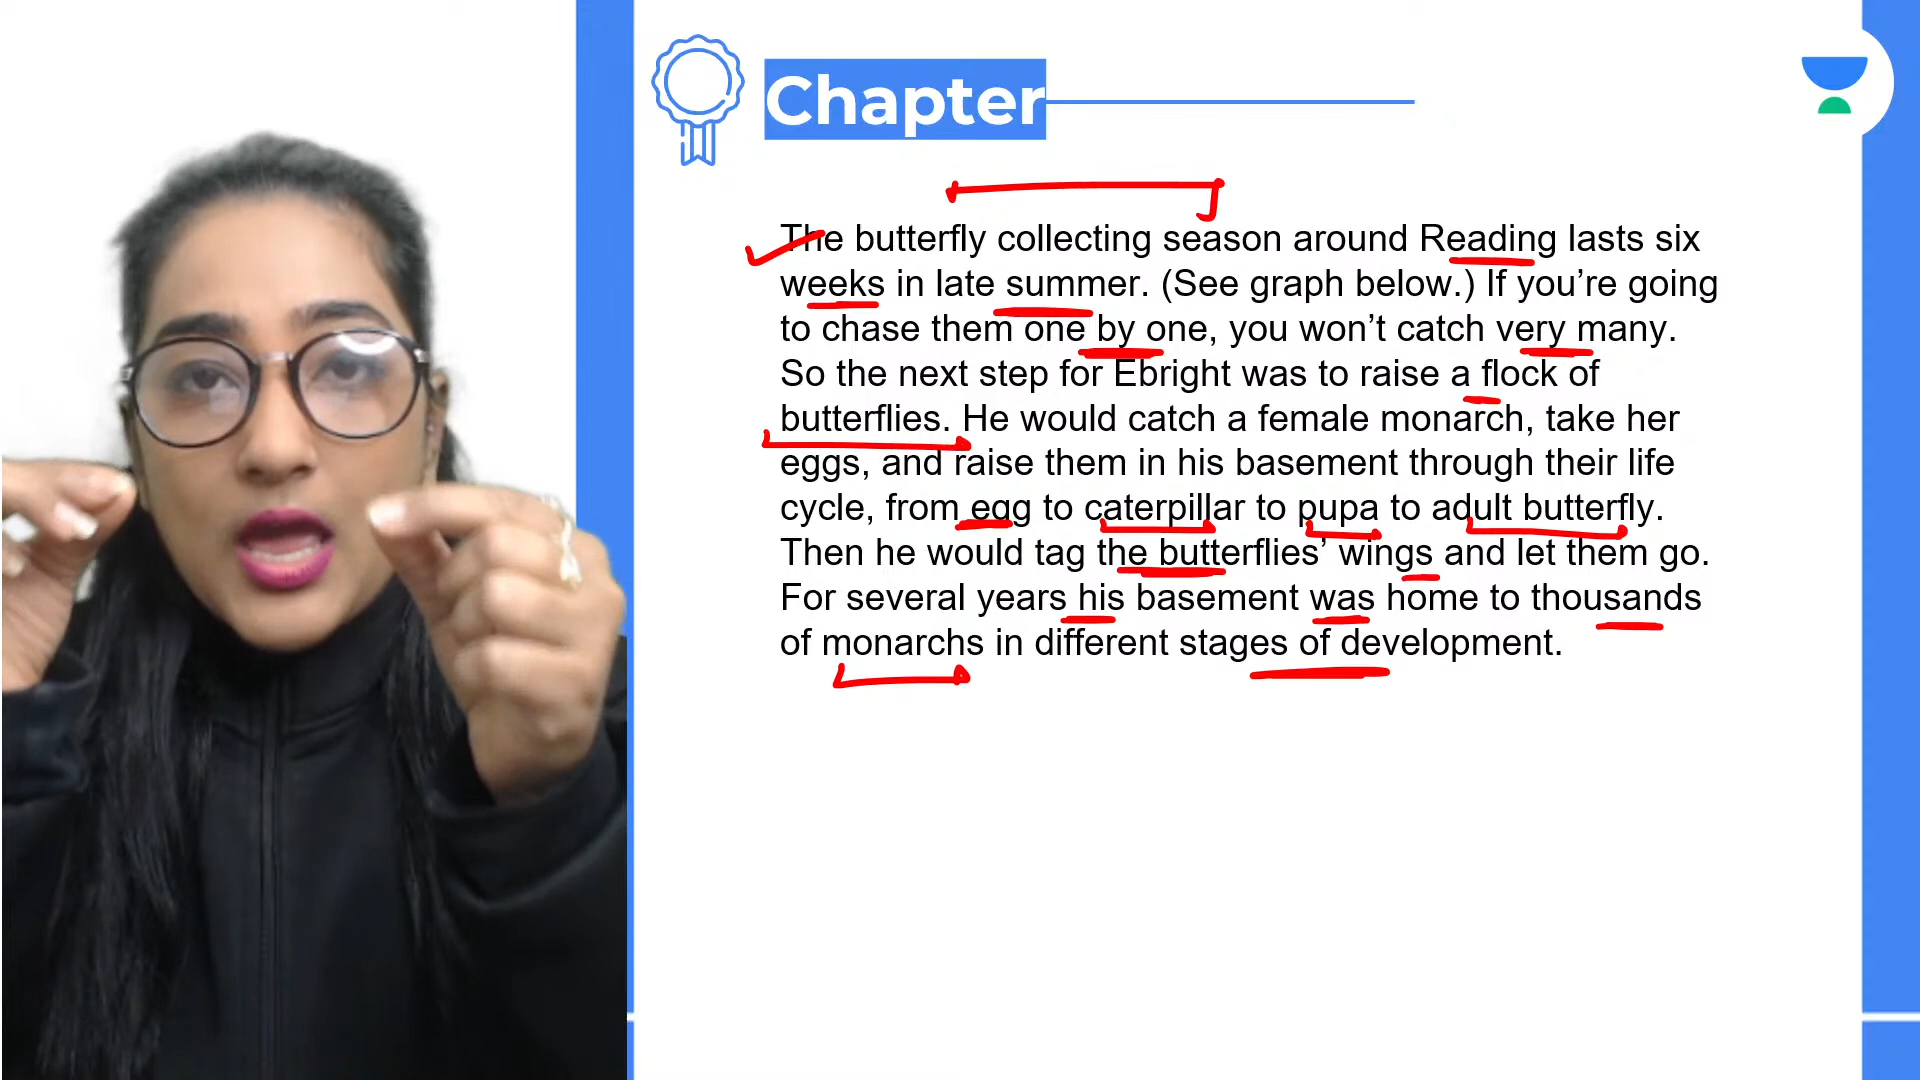 Chapter
The butterfly collecting season around Reading lasts six
weeks in late summer. (See graph below.) If you’re going
to chase them one by one, you won’t catch very many.
So the next step for Ebright was to raise a flock of
butterflies. He would catch a female monarch, take her
eggs, and raise them in his basement through their life
cycle, from egg to caterpillar to pupa to adult butterfly.
Then he would tag the butterflies’ wings and let them go.
For several years his basement was home to thousands
of monarchs in different stages of development.